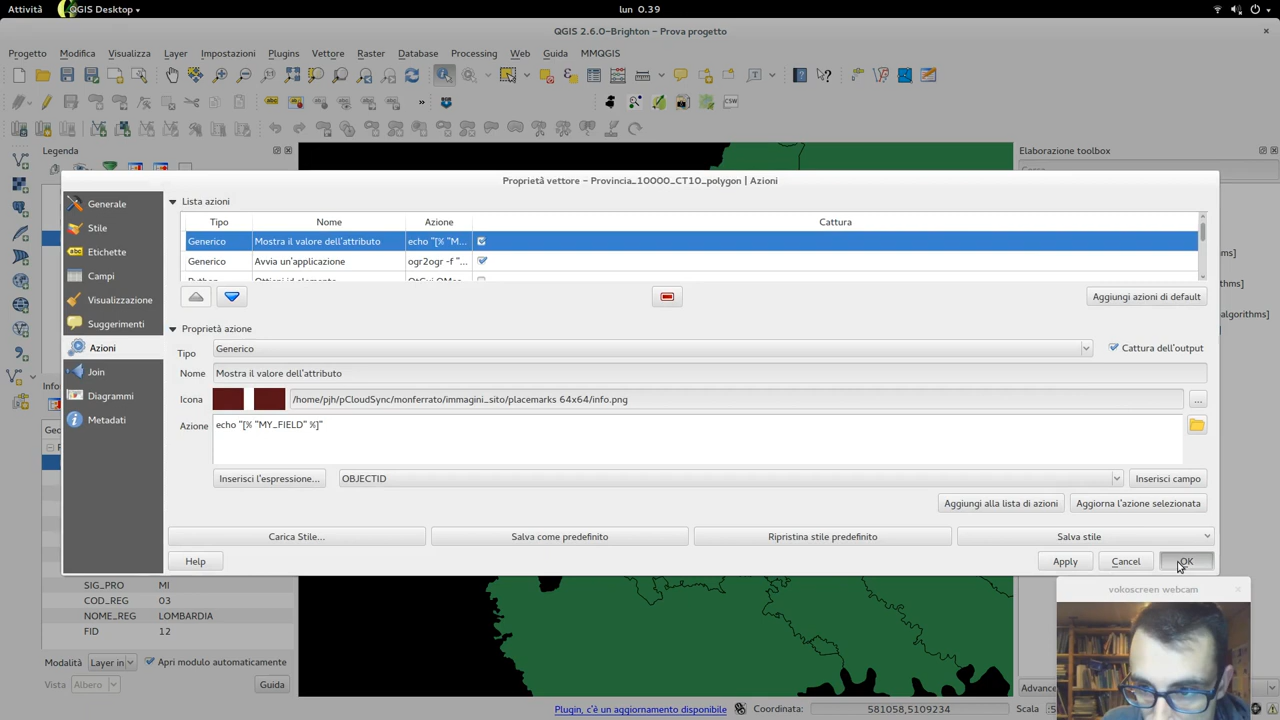 Attività QGIS Desktop lun 0.39
QGIS 2.6.0-Brighton – Prova progetto
Progetto Modifica Visualizza Layer Impostazioni Plugins Vettore Raster Database Processing Web Guida MMQGIS
Legenda
Elaborazione toolbox
Proprietà vettore – Provincia_10000_CT10_polygon | Azioni
Generale
Stile
Etichette
Campi
Visualizzazione
Suggerimenti
Azioni
Join
Diagrammi
Metadati
Lista azioni
Tipo Nome Azione Cattura
Generico Mostra il valore dell'attributo echo "[% "M...
Generico Avvia un'applicazione ogr2ogr -f "...
Aggiungi azioni di default
Proprietà azione
Tipo Generico Cattura dell'output
Nome Mostra il valore dell'attributo
Icona /home/pjh/pCloudSync/monferrato/immagini_sito/placemarks 64x64/info.png ...
Azione echo "[% "MY_FIELD" %]"
Inserisci l'espressione... OBJECTID Inserisci campo
Aggiungi alla lista di azioni Aggiorna l'azione selezionata
Carica Stile... Salva come predefinito Ripristina stile predefinito Salva stile
Help Apply Cancel OK
ms]
algorithms]
SIG_PRO MI
COD_REG 03
NOME_REG LOMBARDIA
FID 12
vokoscreen webcam
Modalità Layer in Apri modulo automaticamente
Vista Albero Guida
Plugin, c'è un aggiornamento disponibile Coordinata: 581058,5109234